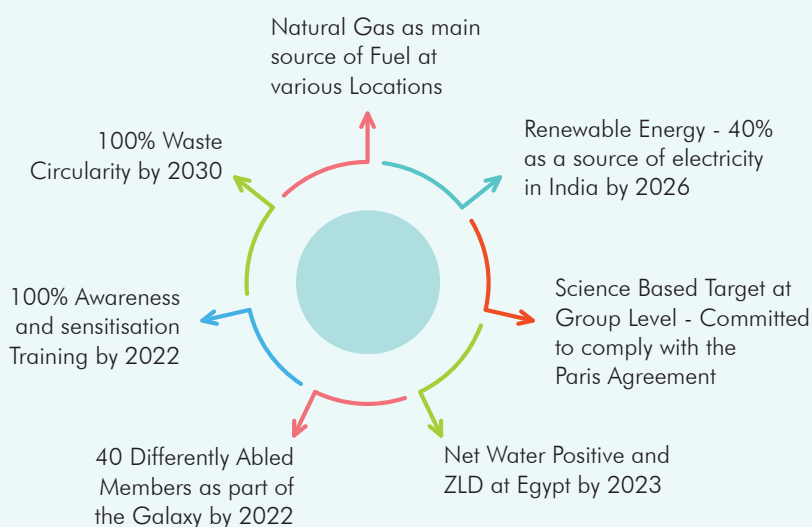 Natural Gas as main
source of Fuel at
various Locations
Renewable Energy - 40%
as a source of electricity
in India by 2026
Science Based Target at
Group Level - Committed
to comply with the
Paris Agreement
Net Water Positive and
ZLD at Egypt by 2023
40 Differently Abled
Members as part of
the Galaxy by 2022
100% Awareness
and sensitisation
Training by 2022
100% Waste
Circularity by 2030